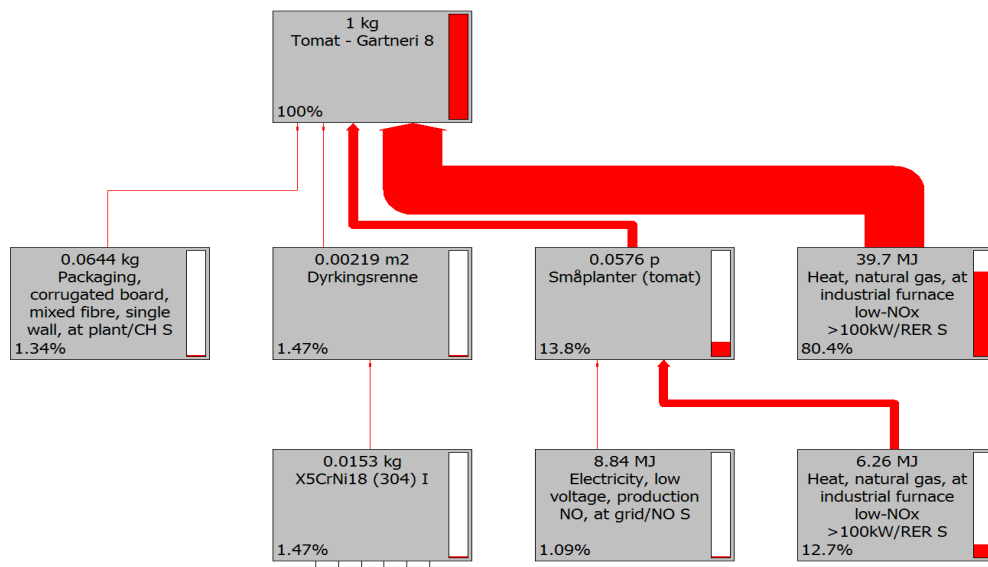 1 kg
Tomat - Gartneri 8
100%
0.0644 kg
Packaging,
corrugated board,
mixed fibre, single
wall, at plant/CH S
1.34%
0.00219 m2
Dyrkingsrenne
1.47%
0.0576 p
Småplanter (tomat)
13.8%
39.7 MJ
Heat, natural gas, at
industrial furnace
low-NOx
>100kW/RER S
80.4%
0.0153 kg
X5CrNi18 (304) I
1.47%
8.84 MJ
Electricity, low
voltage, production
NO, at grid/NO S
1.09%
6.26 MJ
Heat, natural gas, at
industrial furnace
low-NOx
>100kW/RER S
12.7%